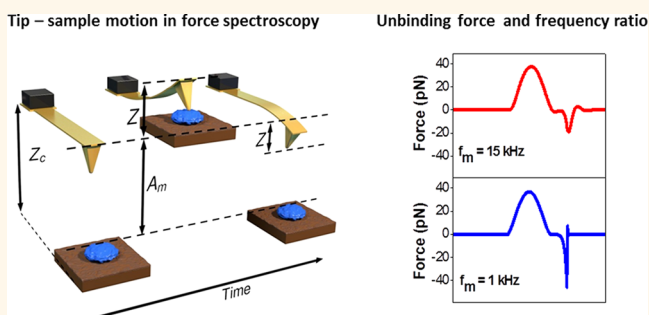 Tip – sample motion in force spectroscopy
Zc
Z
Z
Am
Time
Unbinding force and frequency ratio
Force (pN)
40
20
0
-20
-40
fm = 15 kHz
Force (pN)
40
20
0
-20
-40
fm = 1 kHz